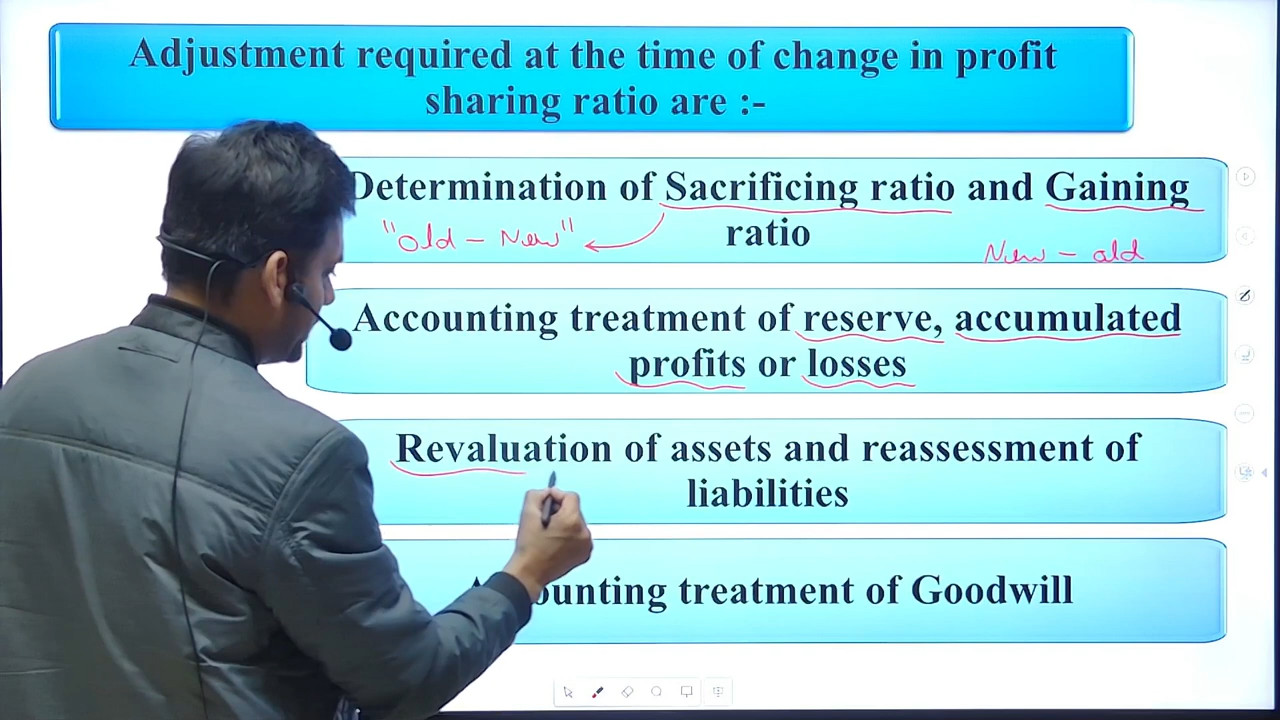 Adjustment required at the time of change in profit
sharing ratio are :-
Determination of Sacrificing ratio and Gaining
ratio
"Old - New"
New - old
Accounting treatment of reserve, accumulated
profits or losses
Revaluation of assets and reassessment of
liabilities
ounting treatment of Goodwill